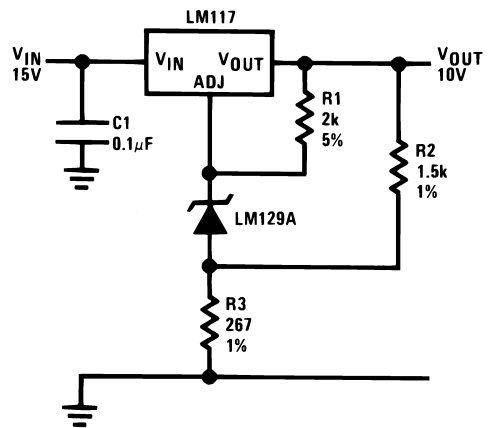 LM117
VIN
15V
VIN
VOUT
ADJ
VOUT
10V
C1
0.1μF
R1
2k
5%
R2
1.5k
1%
LM129A
R3
267
1%